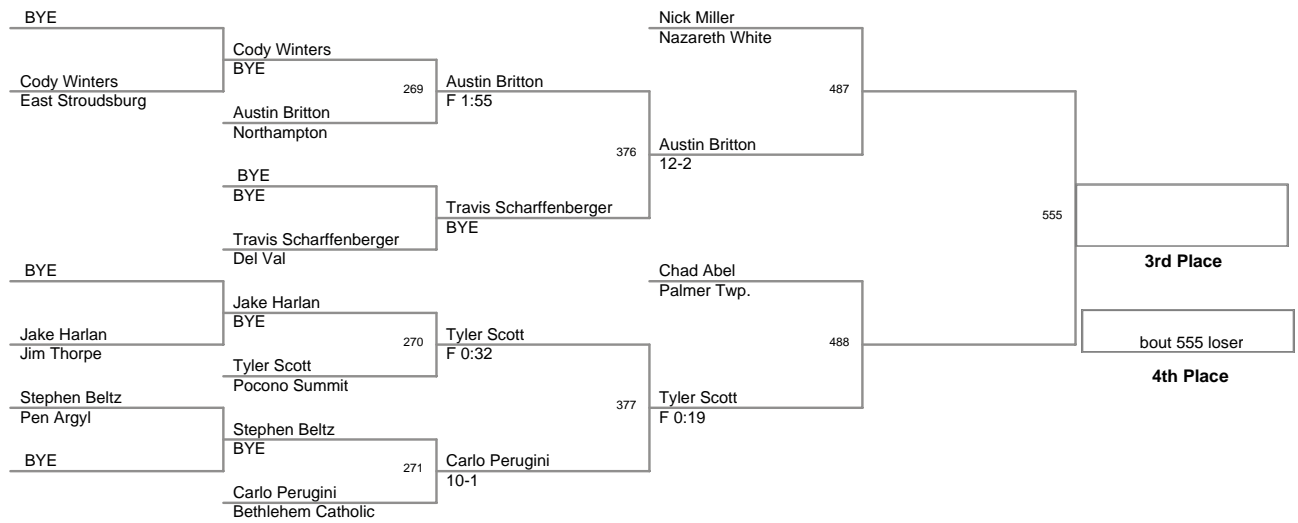 BYE
Cody Winters
East Stroudsburg
BYE
Jake Harlan
Jim Thorpe
Stephen Beltz
Pen Argyl
BYE
Cody Winters
BYE
269
Austin Britton
Northampton
BYE
BYE
Travis Scharffenberger
Del Val
Jake Harlan
BYE
270
Tyler Scott
Pocono Summit
Stephen Beltz
BYE
271
Carlo Perugini
Bethlehem Catholic
Austin Britton
F 1:55
376
Travis Scharffenberger
BYE
Tyler Scott
F 0:32
377
Carlo Perugini
10-1
Nick Miller
Nazareth White
487
Austin Britton
12-2
Chad Abel
Palmer Twp.
488
Tyler Scott
F 0:19
555
3rd Place
bout 555 loser
4th Place